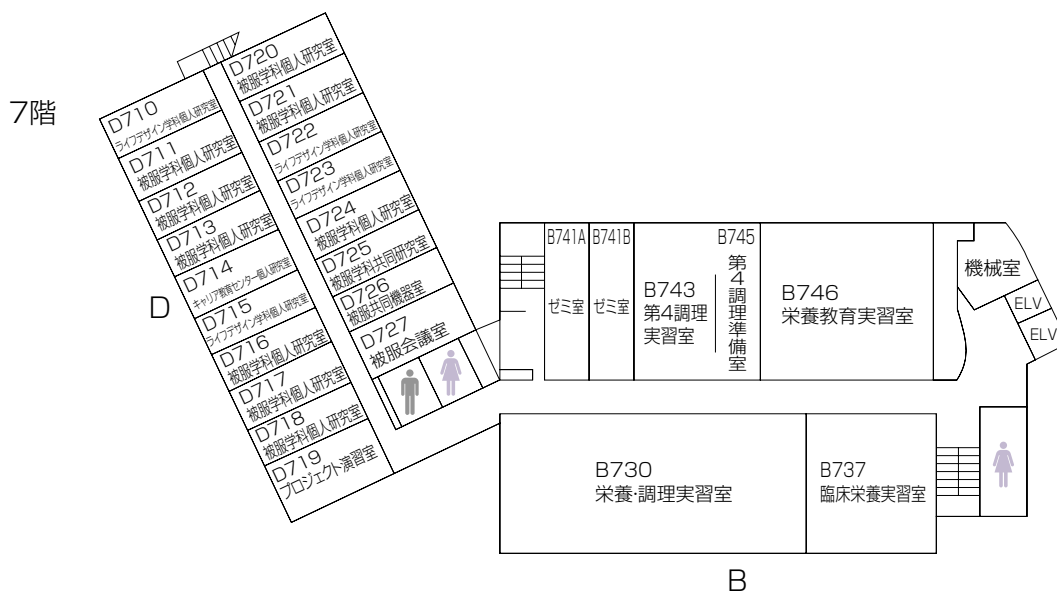 7階
D720
被服学科個人研究室
D721
被服学科個人研究室
D722
ライフデザイン学科個人研究室
D723
ライフデザイン学科個人研究室
D724
被服学科個人研究室
D725
被服学科共同研究室
D726
被服共同機器室
D727
被服会議室
D710
ライフデザイン学科個人研究室
D711
被服学科個人研究室
D712
被服学科個人研究室
D713
被服学科個人研究室
D714
キャリア教育センター個人研究室
D715
ライフデザイン学科個人研究室
D716
被服学科個人研究室
D717
被服学科個人研究室
D718
被服学科個人研究室
D719
プロジェクト演習室
D
B741A
ゼミ室
B741B
ゼミ室
B743
第4調理
実習室
B745
第4調理準備室
B746
栄養教育実習室
機械室
ELV
ELV
B730
栄養・調理実習室
B737
臨床栄養実習室
B